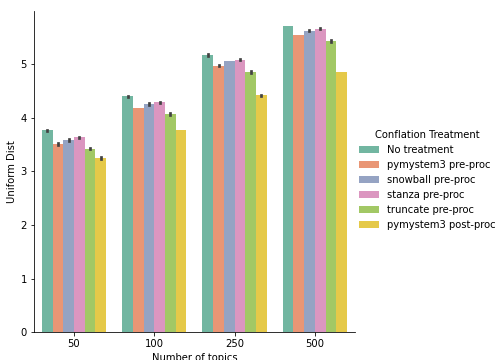 Uniform Dist
5
4
3
2
1
0
50
100
250
500
Number of topics
Conflation Treatment
No treatment
pymystem3 pre-proc
snowball pre-proc
stanza pre-proc
truncate pre-proc
pymystem3 post-proc